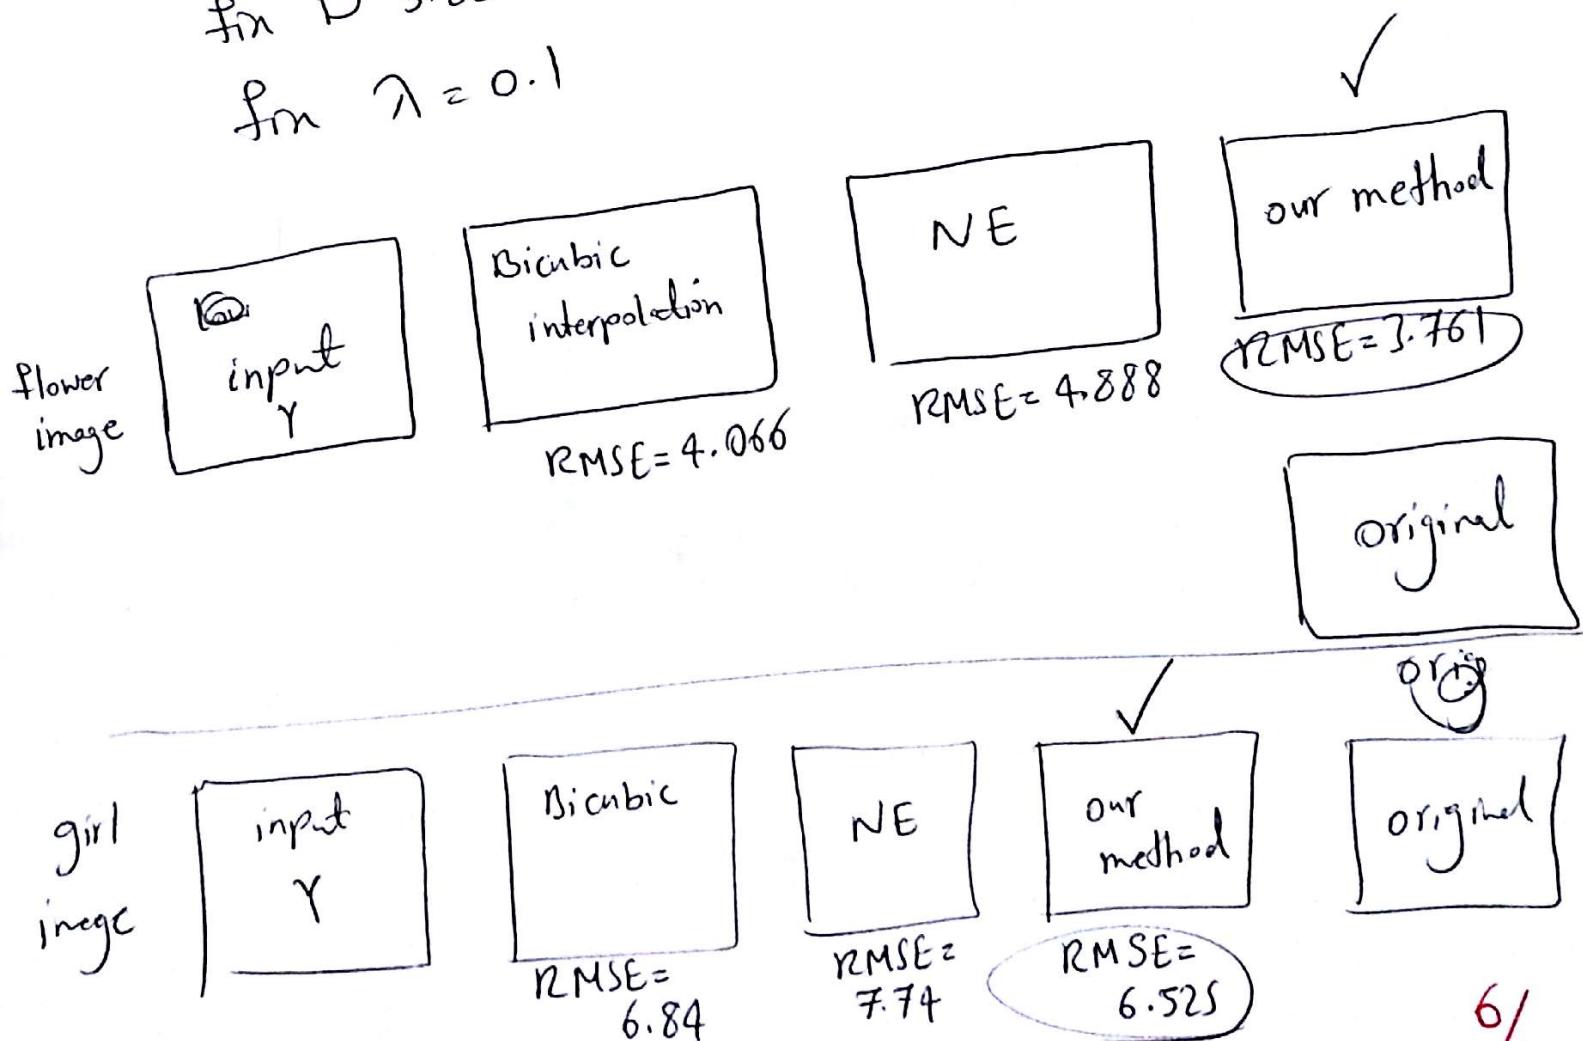 fix D
fix λ = 0.1
flower image
input Y
Bicubic interpolation
RMSE = 4.066
NE
RMSE = 4.888
✓
our method
RMSE = 3.761
original
orig
girl image
input Y
Bicubic
RMSE = 6.84
NE
RMSE = 7.74
✓
our method
RMSE = 6.525
original
6/